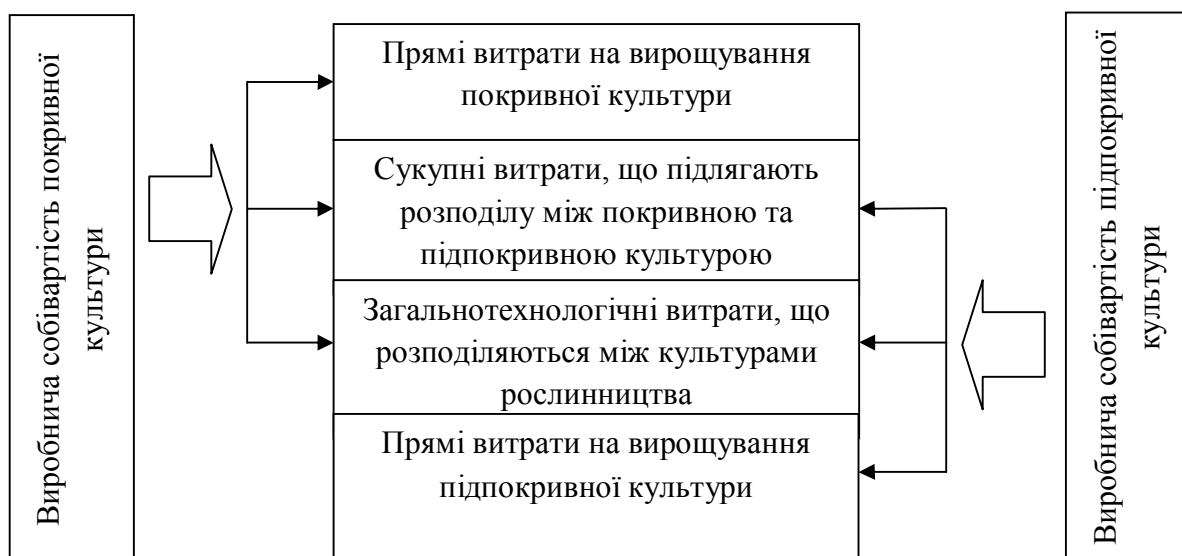 Виробнича собівартість покривної
культури
Прямі витрати на вирощування
покривної культури
Сукупні витрати, що підлягають
розподілу між покривною та
підпокривною культурою
Загальнотехнологічні витрати, що
розподіляються між культурами
рослинництва
Прямі витрати на вирощування
підпокривної культури
Виробнича собівартість підпокривної
культури